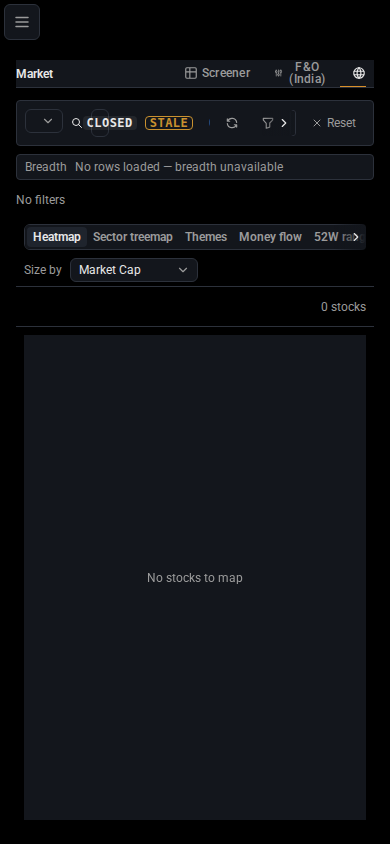 Market
Screener
F&O
(India)
CLOSED
STALE
Reset
Breadth No rows loaded — breadth unavailable
No filters
Heatmap Sector treemap Themes Money flow 52W
Size by Market Cap
0 stocks
No stocks to map